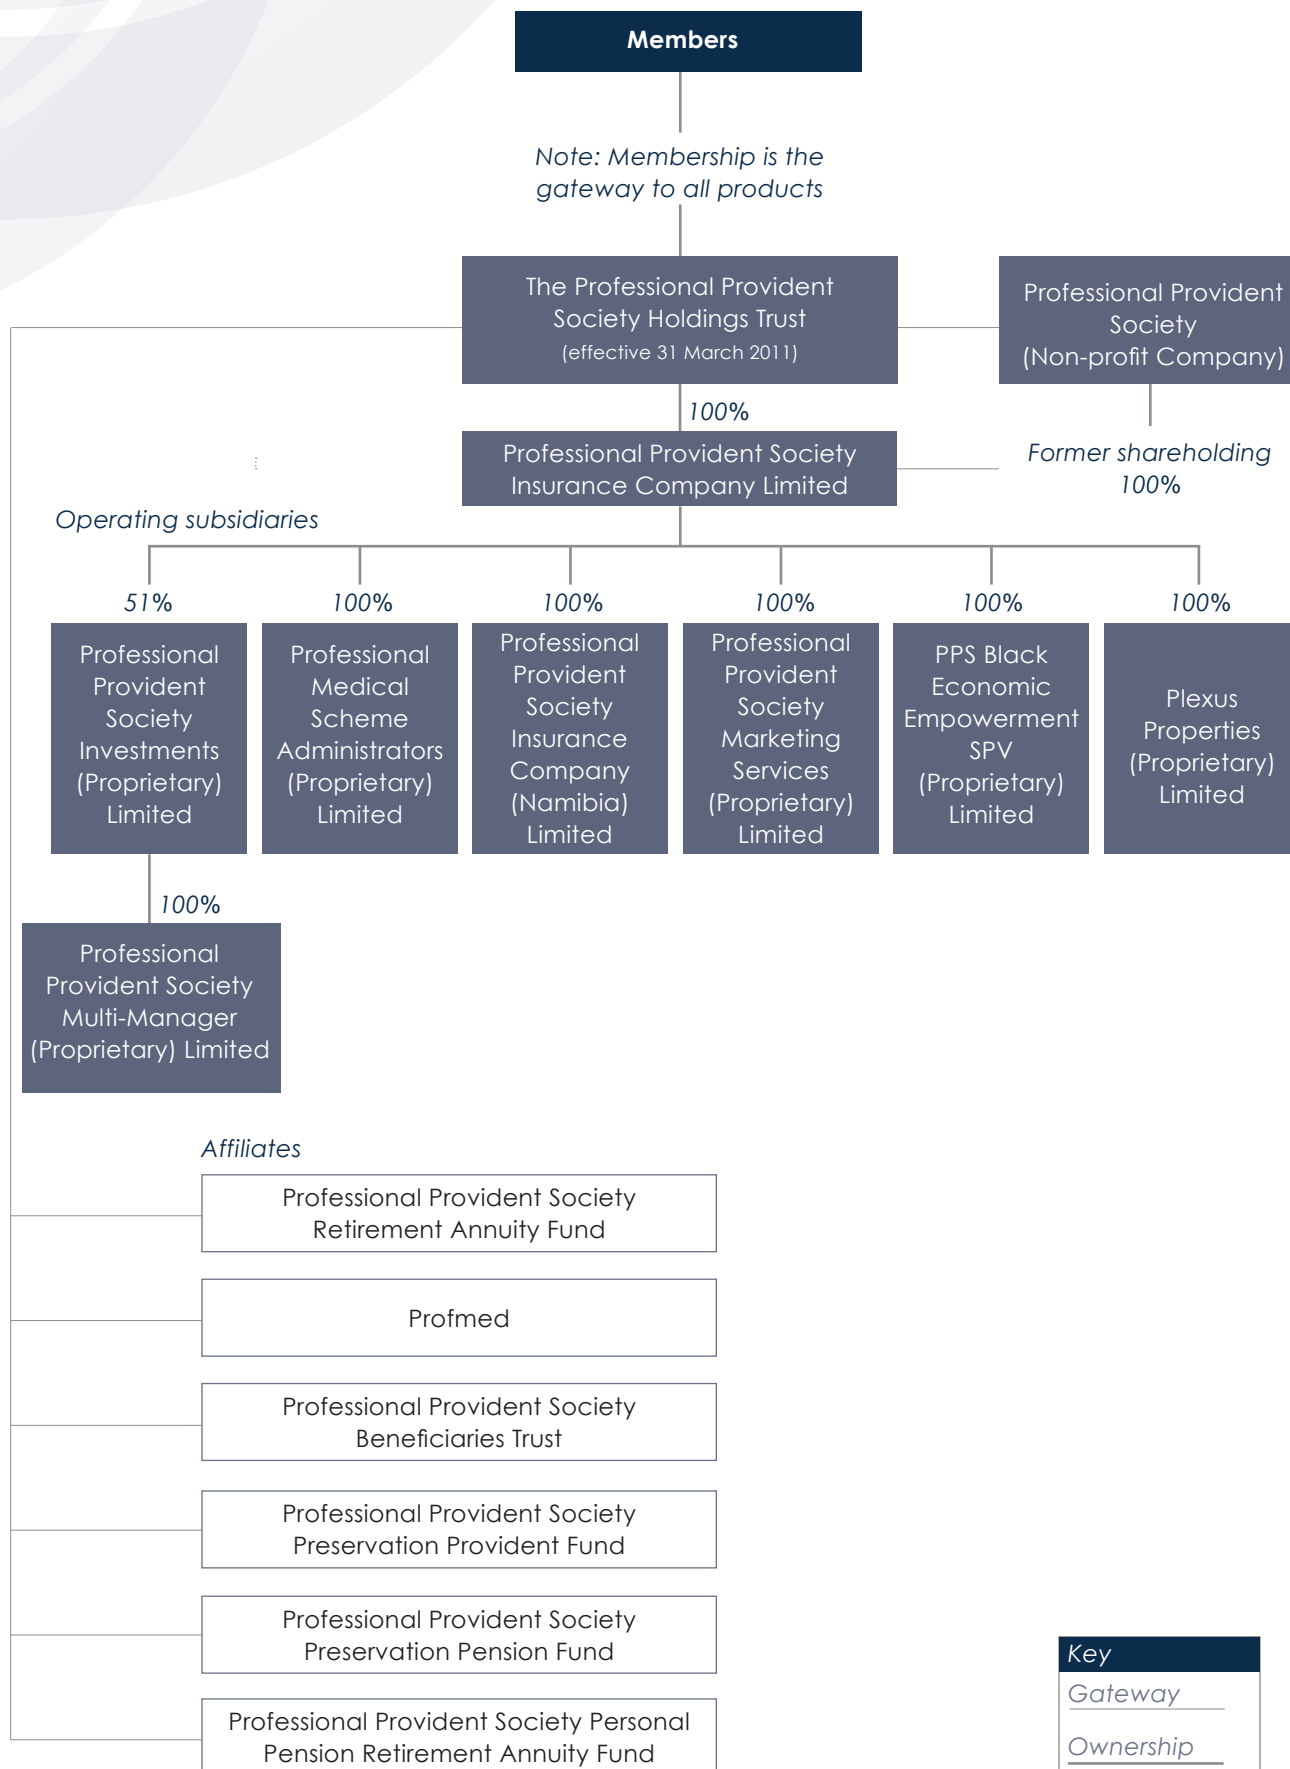 Members
Note: Membership is the
gateway to all products
The Professional Provident
Society Holdings Trust
(effective 31 March 2011)
Professional Provident
Society
(Non-profit Company)
100%
Professional Provident Society
Insurance Company Limited
Former shareholding
100%
Operating subsidiaries
51%
100%
100%
100%
100%
100%
Professional
Provident
Society
Investments
(Proprietary)
Limited
Professional
Medical
Scheme
Administrators
(Proprietary)
Limited
Professional
Provident
Society
Insurance
Company
(Namibia)
Limited
Professional
Provident
Society
Marketing
Services
(Proprietary)
Limited
PPS Black
Economic
Empowerment
SPV
(Proprietary)
Limited
Plexus
Properties
(Proprietary)
Limited
100%
Professional
Provident Society
Multi-Manager
(Proprietary) Limited
Affiliates
Professional Provident Society
Retirement Annuity Fund
Profmed
Professional Provident Society
Beneficiaries Trust
Professional Provident Society
Preservation Provident Fund
Professional Provident Society
Preservation Pension Fund
Professional Provident Society Personal
Pension Retirement Annuity Fund
Key
Gateway
Ownership